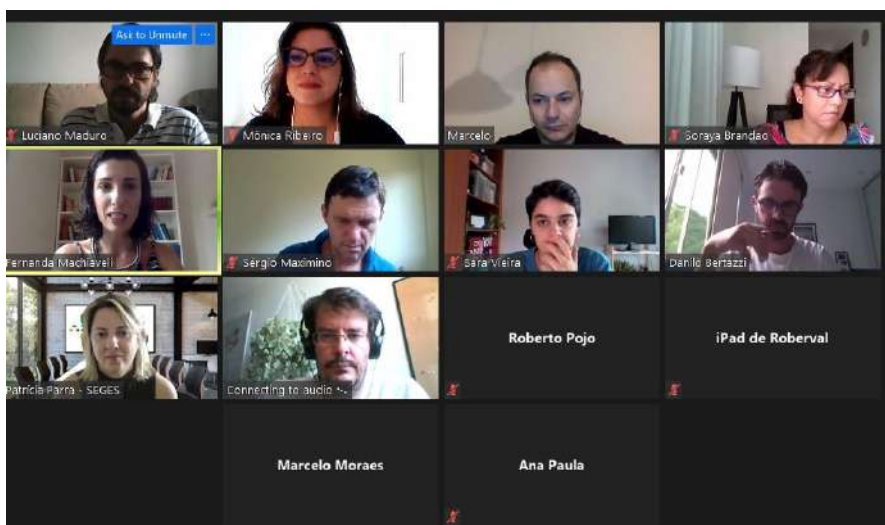 Ask to Unmute ...
Luciano Maduro
Mônica Ribeiro
Marcelo
Soraya Brandão
Fernanda Machiaveli
Sérgio Maximino
Sara Vieira
Danilo Bertazzi
Patrícia Parra - SEGES
Connecting to audio
Roberto Pojo
iPad de Roberval
Marcelo Moraes
Ana Paula